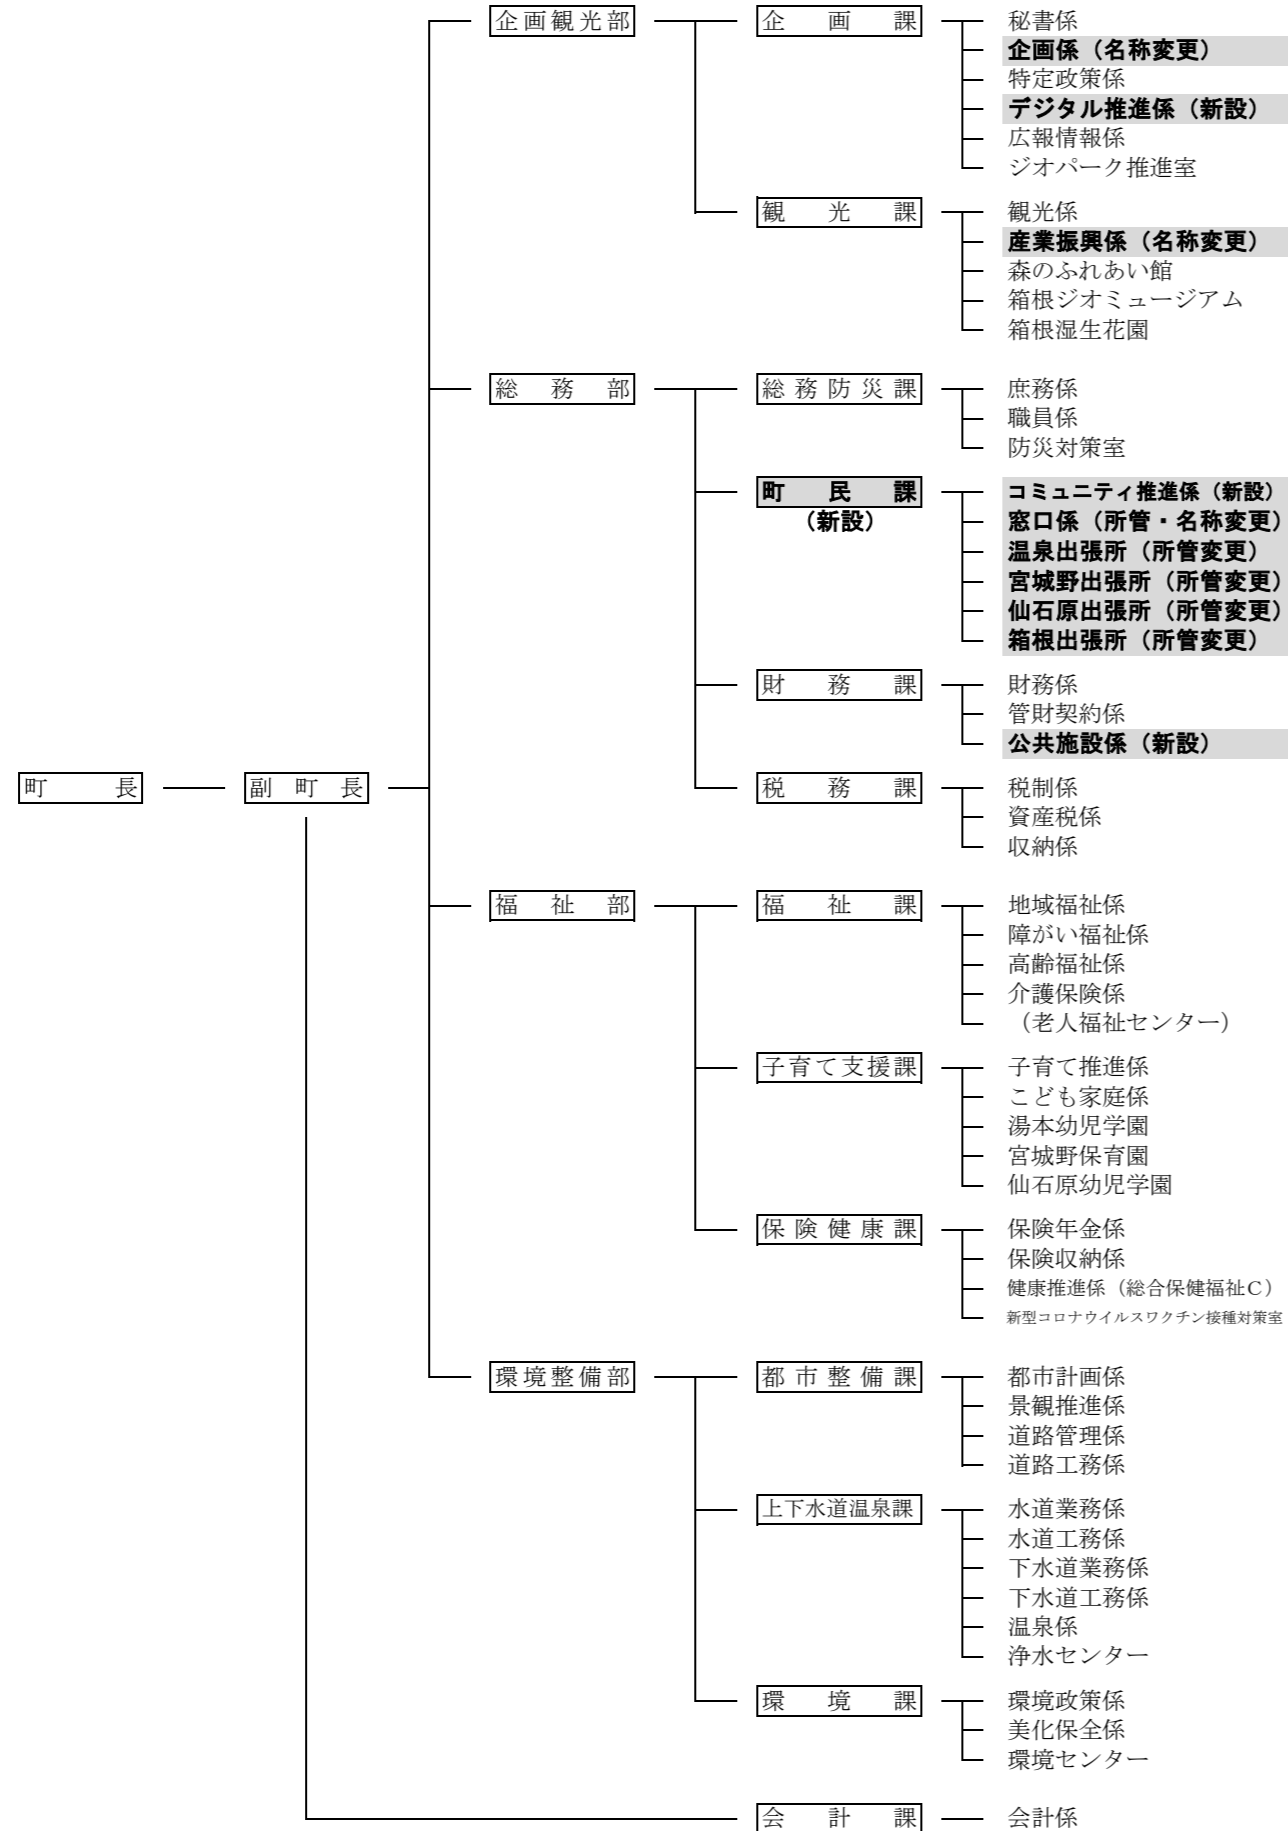 企画観光部 企画課 秘書係
企画係（名称変更）
特定政策係
デジタル推進係（新設）
広報情報係
ジオパーク推進室
観光課 観光係
産業振興係（名称変更）
森のふれあい館
箱根ジオミュージアム
箱根湿生花園
総務部 総務防災課 庶務係
職員係
防災対策室
町民課 コミュニティ推進係（新設）
（新設） 窓口係（所管・名称変更）
温泉出張所（所管変更）
宮城野出張所（所管変更）
仙石原出張所（所管変更）
箱根出張所（所管変更）
財務課 財務係
管財契約係
公共施設係（新設）
町長 副町長 税務課 税制係
資産税係
収納係
福祉部 福祉課 地域福祉係
障がい福祉係
高齢福祉係
介護保険係
（老人福祉センター）
子育て支援課 子育て推進係
こども家庭係
湯本幼児学園
宮城野保育園
仙石原幼児学園
保険健康課 保険年金係
保険収納係
健康推進係（総合保健福祉C）
新型コロナウイルスワクチン接種対策室
環境整備部 都市整備課 都市計画係
景観推進係
道路管理係
道路工務係
上下水道温泉課 水道業務係
水道工務係
下水道業務係
下水道工務係
温泉係
浄水センター
環境課 環境政策係
美化保全係
環境センター
会計課 会計係